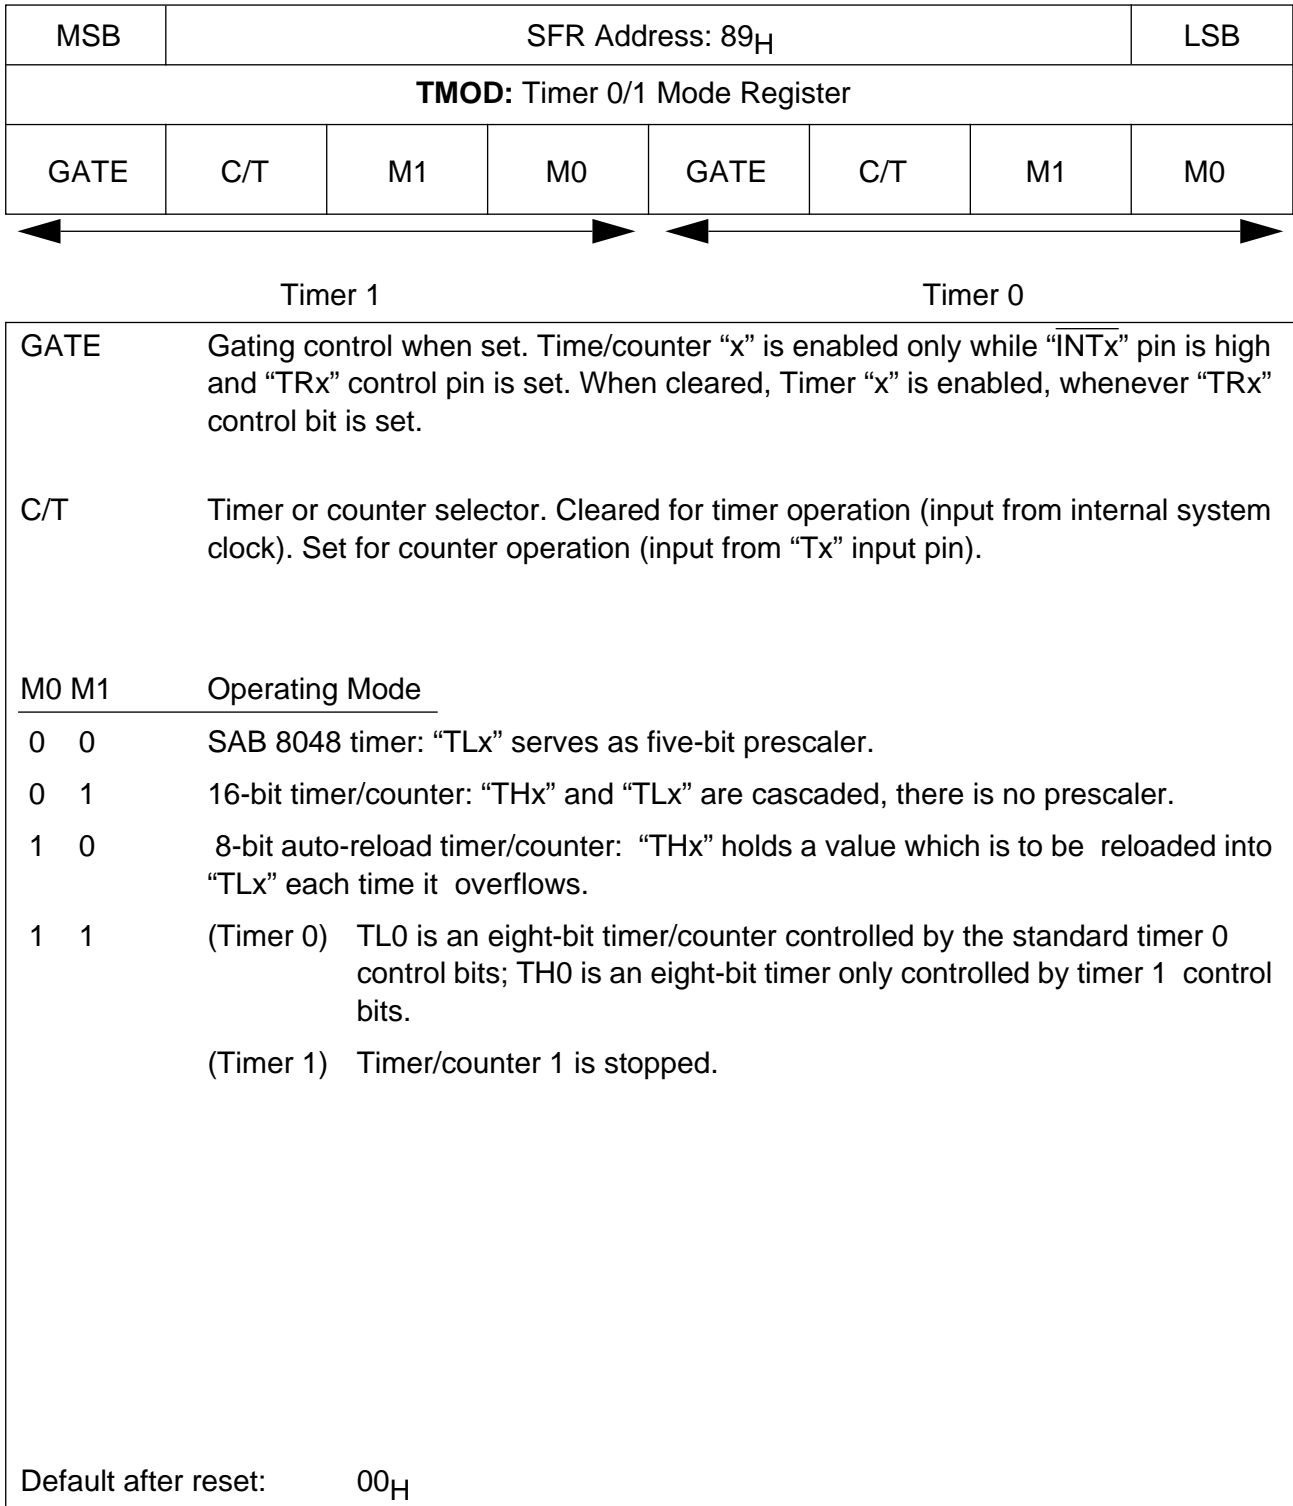 MSB SFR Address: 89H LSB
TMOD: Timer 0/1 Mode Register
GATE C/T M1 M0 GATE C/T M1 M0
Timer 1 Timer 0
GATE Gating control when set. Time/counter “x” is enabled only while “INTx” pin is high
and “TRx” control pin is set. When cleared, Timer “x” is enabled, whenever “TRx”
control bit is set.
C/T Timer or counter selector. Cleared for timer operation (input from internal system
clock). Set for counter operation (input from “Tx” input pin).
M0 M1 Operating Mode
0 0 SAB 8048 timer: “TLx” serves as five-bit prescaler.
0 1 16-bit timer/counter: “THx” and “TLx” are cascaded, there is no prescaler.
1 0 8-bit auto-reload timer/counter: “THx” holds a value which is to be reloaded into
“TLx” each time it overflows.
1 1 (Timer 0) TL0 is an eight-bit timer/counter controlled by the standard timer 0
control bits; TH0 is an eight-bit timer only controlled by timer 1 control
bits.
(Timer 1) Timer/counter 1 is stopped.
Default after reset: 00H